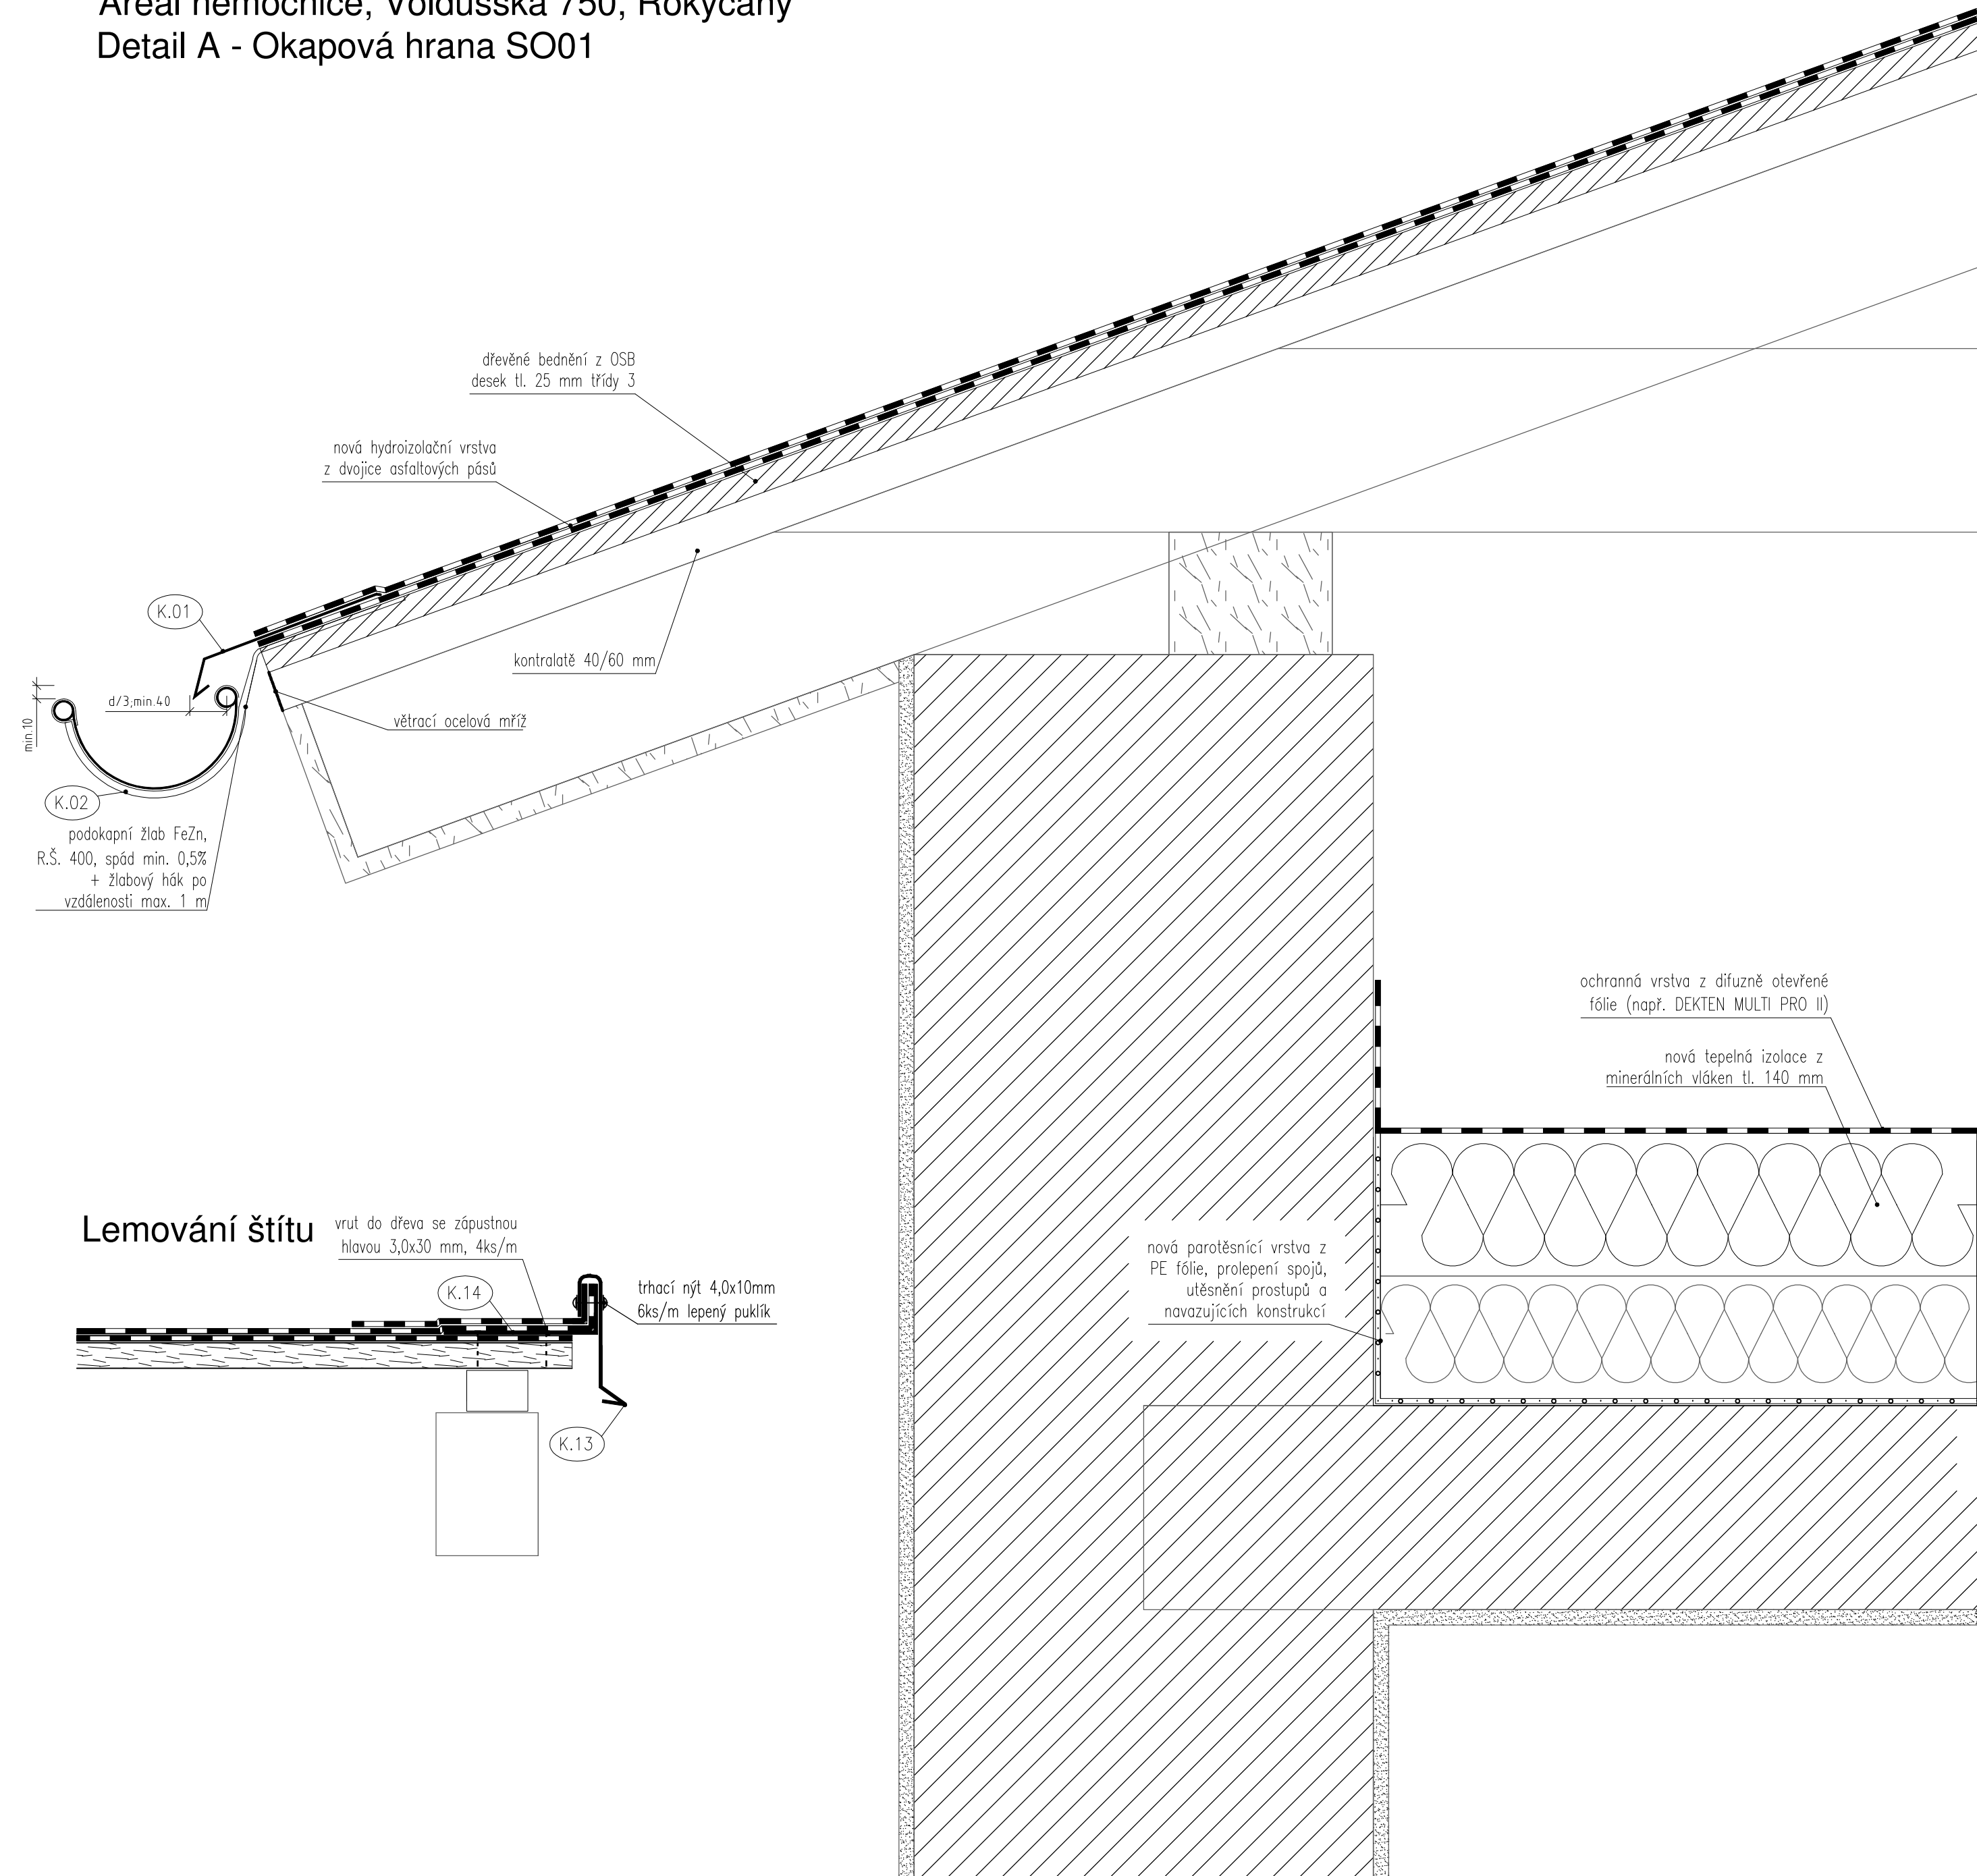 Areál nemocnice, Voldušská 750, Rokycany
Detail A - Okapová hrana SO01
dřevěné bednění z OSB
desek tl. 25 mm třídy 3
nová hydroizolační vrstva
z dvojice asfaltových pásů
K.01
kontralatě 40/60 mm
d/3;min.40
min.10
větrací ocelová mříž
K.02
podokapní žlab FeZn,
R.Š. 400, spád min. 0,5%
+ žlabový hák po
vzdálenosti max. 1 m
ochranná vrstva z difuzně otevřené
fólie (např. DEKTEN MULTI PRO II)
nová tepelná izolace z
minerálních vláken tl. 140 mm
Lemování štítu
vrut do dřeva se zápustnou
hlavou 3,0x30 mm, 4ks/m
K.14
trhací nýt 4,0x10mm
6ks/m lepený puklík
K.13
nová parotěsnící vrstva z
PE fólie, prolepení spojů,
utěsnění prostupů a
navazujících konstrukcí